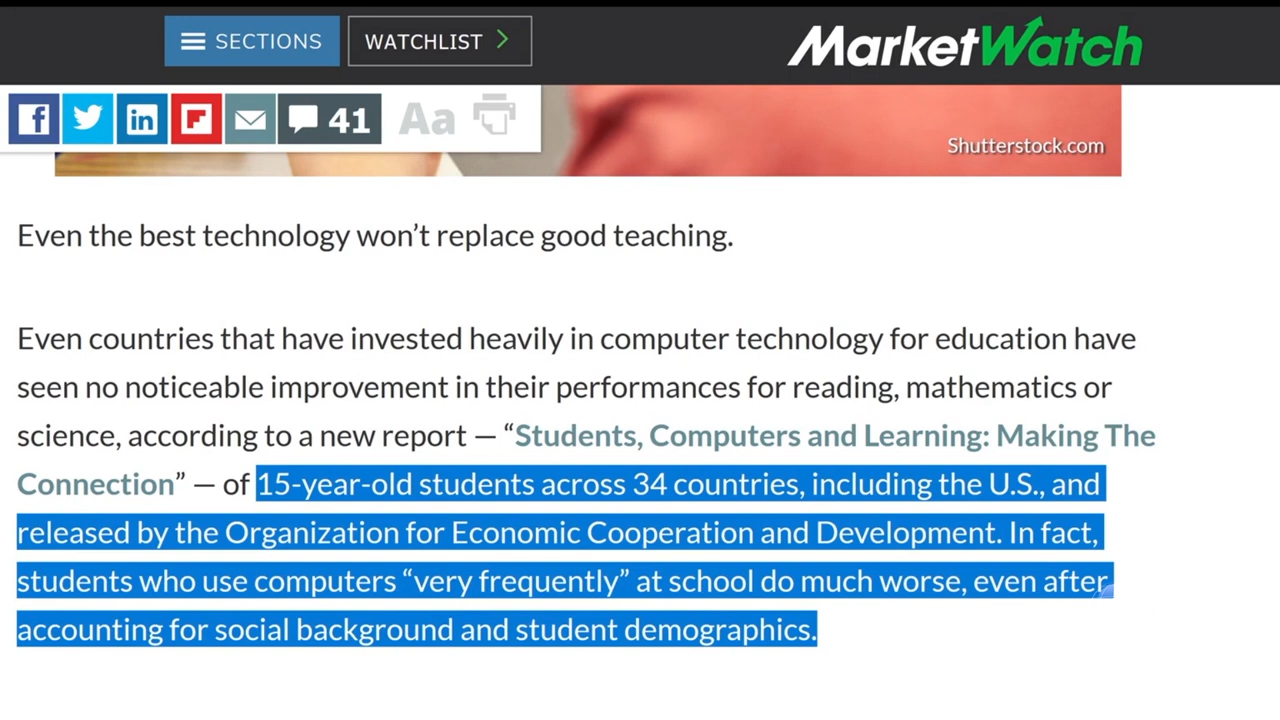 SECTIONS
WATCHLIST
MarketWatch
41
Aa
Shutterstock.com
Even the best technology won’t replace good teaching.
Even countries that have invested heavily in computer technology for education have
seen no noticeable improvement in their performances for reading, mathematics or
science, according to a new report — “Students, Computers and Learning: Making The
Connection” — of 15-year-old students across 34 countries, including the U.S., and
released by the Organization for Economic Cooperation and Development. In fact,
students who use computers “very frequently” at school do much worse, even after
accounting for social background and student demographics.